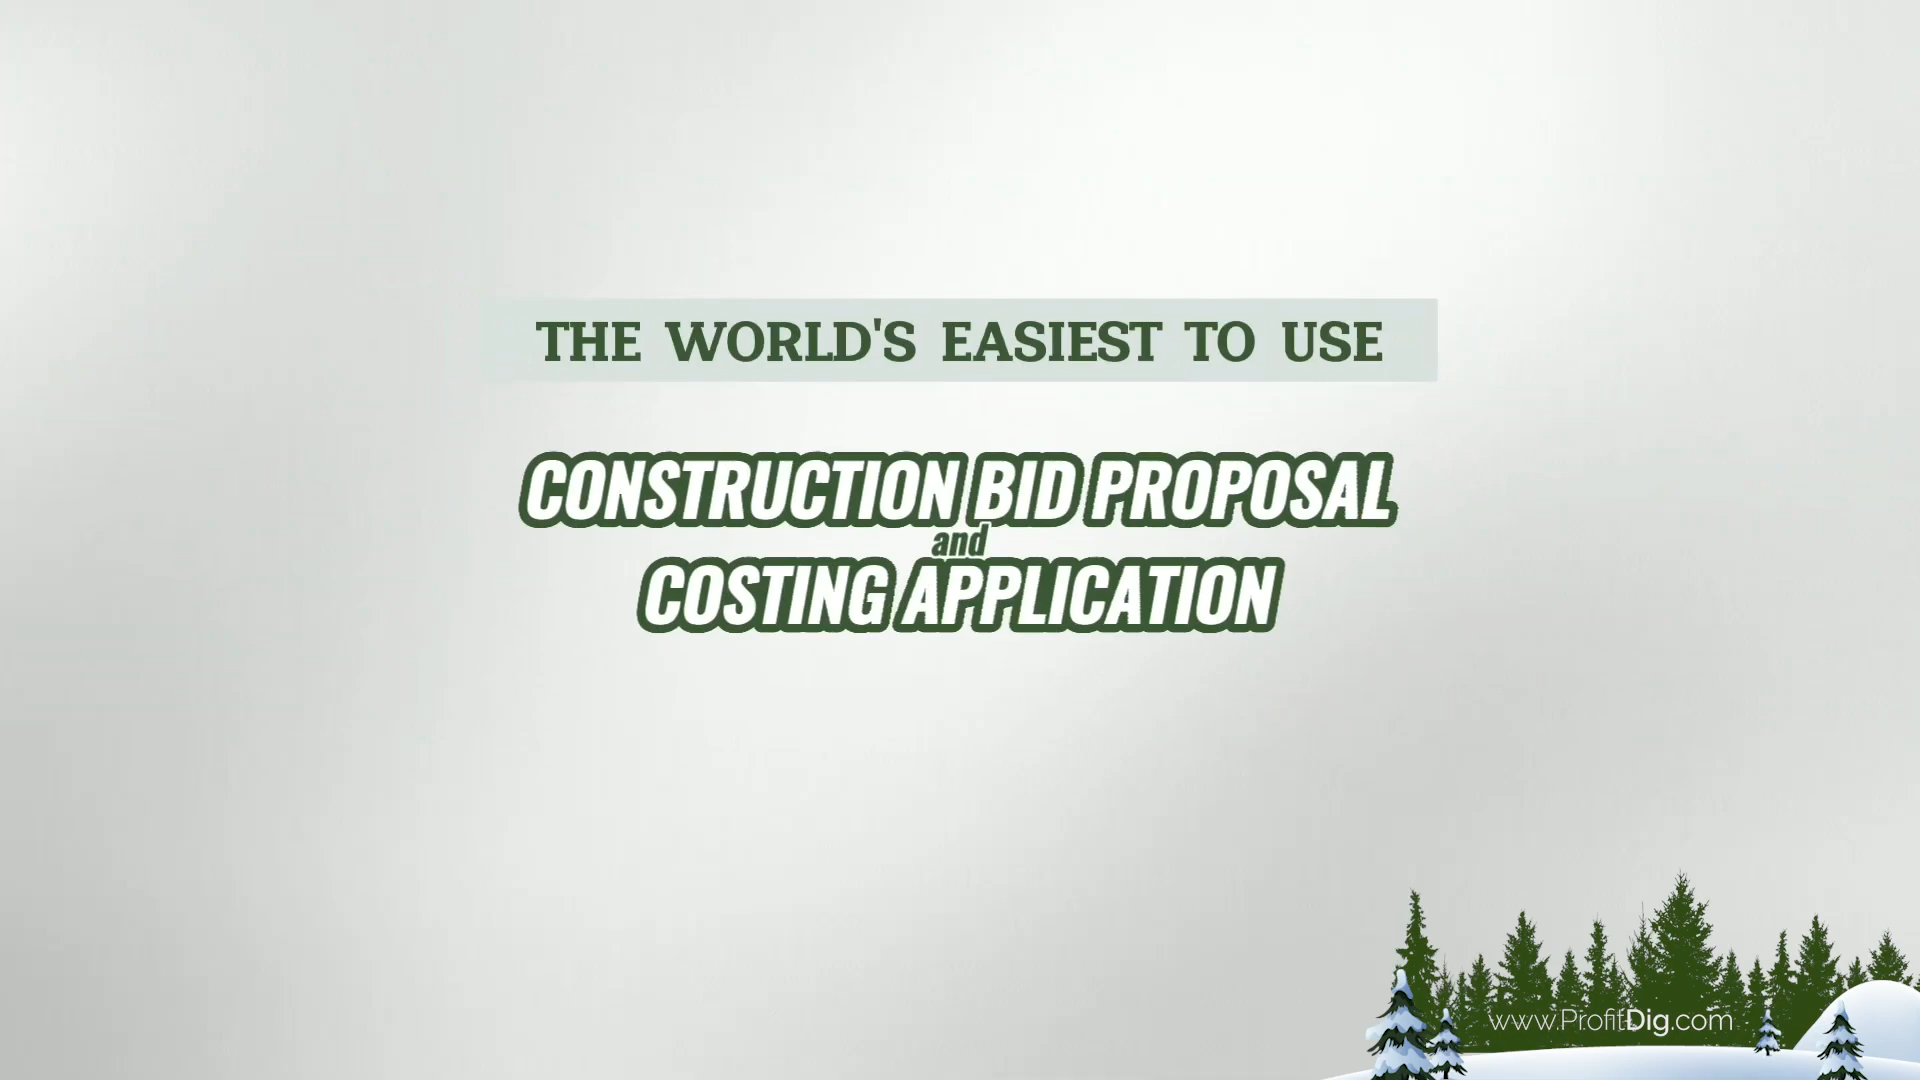 THE WORLD'S EASIEST TO USE
CONSTRUCTION BID PROPOSAL
and
COSTING APPLICATION
www.ProfitDig.com